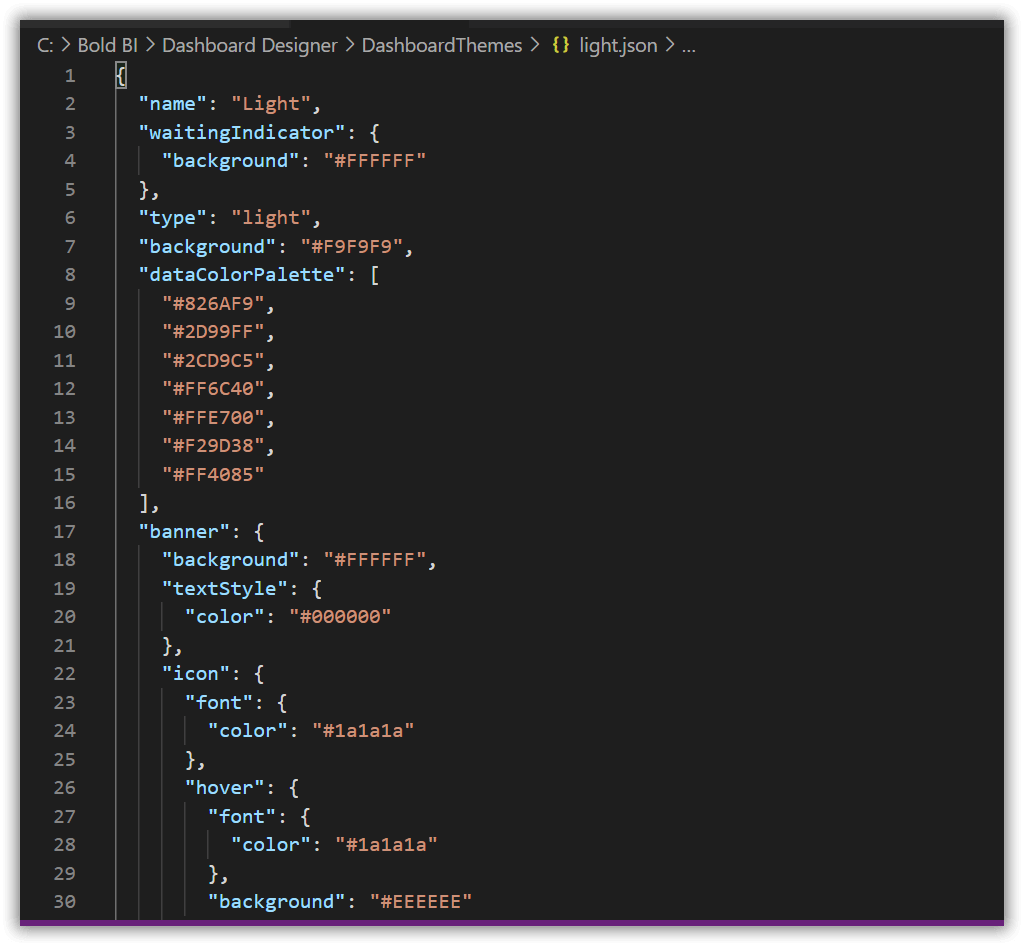 C: > Bold BI > Dashboard Designer > DashboardThemes > {} light.json > ...
1 {
2   "name": "Light",
3   "waitingIndicator": {
4     "background": "#FFFFFF"
5   },
6   "type": "light",
7   "background": "#F9F9F9",
8   "dataColorPalette": [
9     "#826AF9",
10     "#2D99FF",
11     "#2CD9C5",
12     "#FF6C40",
13     "#FFE700",
14     "#F29D38",
15     "#FF4085"
16   ],
17   "banner": {
18     "background": "#FFFFFF",
19     "textStyle": {
20       "color": "#000000"
21     },
22     "icon": {
23       "font": {
24         "color": "#1a1a1a"
25       },
26       "hover": {
27         "font": {
28           "color": "#1a1a1a"
29         },
30         "background": "#EEEEEE"